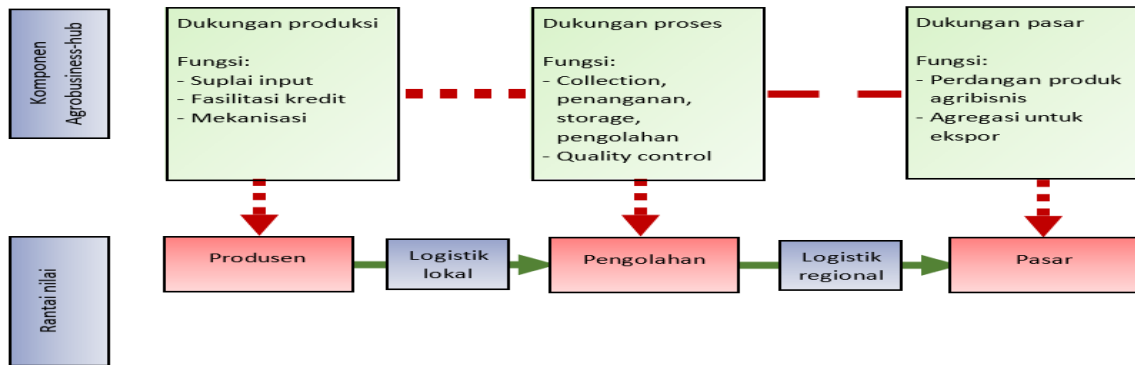 Komponen
Agrobusiness-hub
Dukungan produksi
Fungsi:
- Suplai input
- Fasilitasi kredit
- Mekanisasi
Dukungan proses
Fungsi:
- Collection,
penanganan,
storage,
pengolahan
- Quality control
Dukungan pasar
Fungsi:
- Perdangan produk
agribisnis
- Agregasi untuk
ekspor
Rantai nilai
Produsen
Logistik
lokal
Pengolahan
Logistik
regional
Pasar